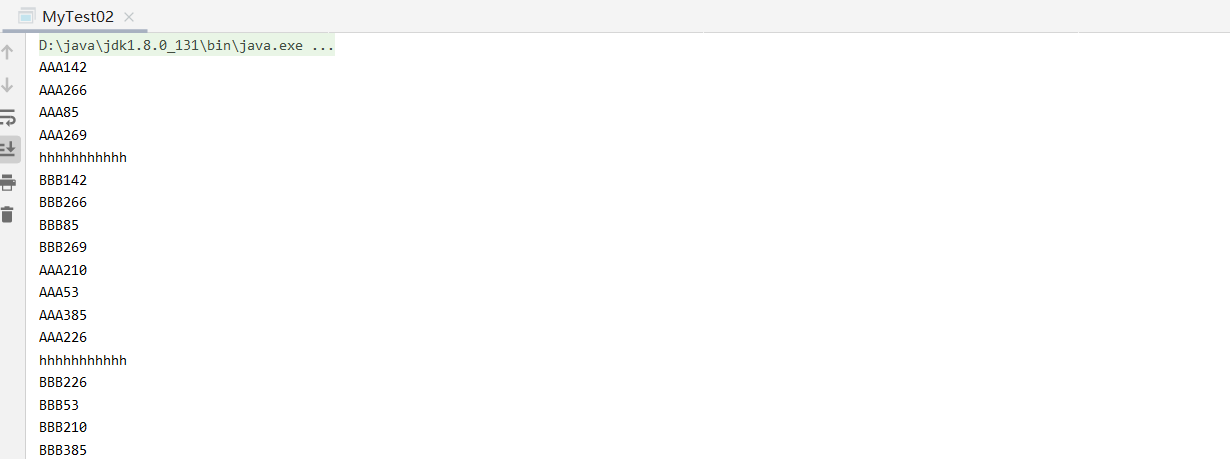 MyTest02
D:\java\jdk1.8.0_131\bin\java.exe ...
AAA142
AAA266
AAA85
AAA269
hhhhhhhhhhh
BBB142
BBB266
BBB85
BBB269
AAA210
AAA53
AAA385
AAA226
hhhhhhhhhhh
BBB226
BBB53
BBB210
BBB385